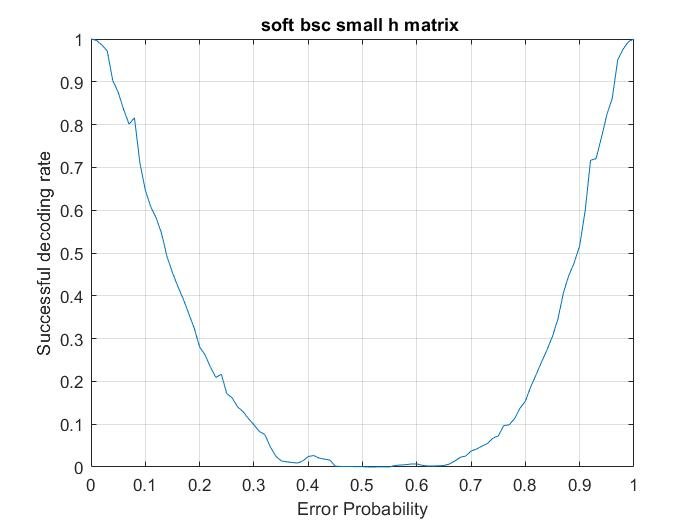 soft bsc small h matrix
1
0.9
0.8
0.7
0.6
0.5
0.4
0.3
0.2
0.1
0
Successful decoding rate
0 0.1 0.2 0.3 0.4 0.5 0.6 0.7 0.8 0.9 1
Error Probability